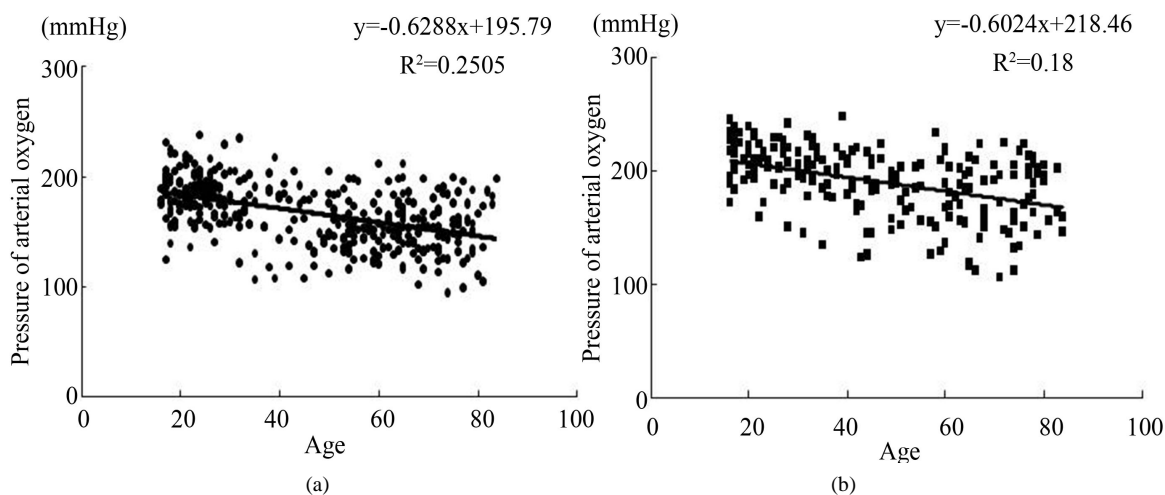 (mmHg)
y=-0.6288x+195.79
R²=0.2505
300
200
100
0
Pressure of arterial oxygen
0 20 40 60 80 100
Age
(a)
(mmHg)
y=-0.6024x+218.46
R²=0.18
300
200
100
0
Pressure of arterial oxygen
0 20 40 60 80 100
Age
(b)